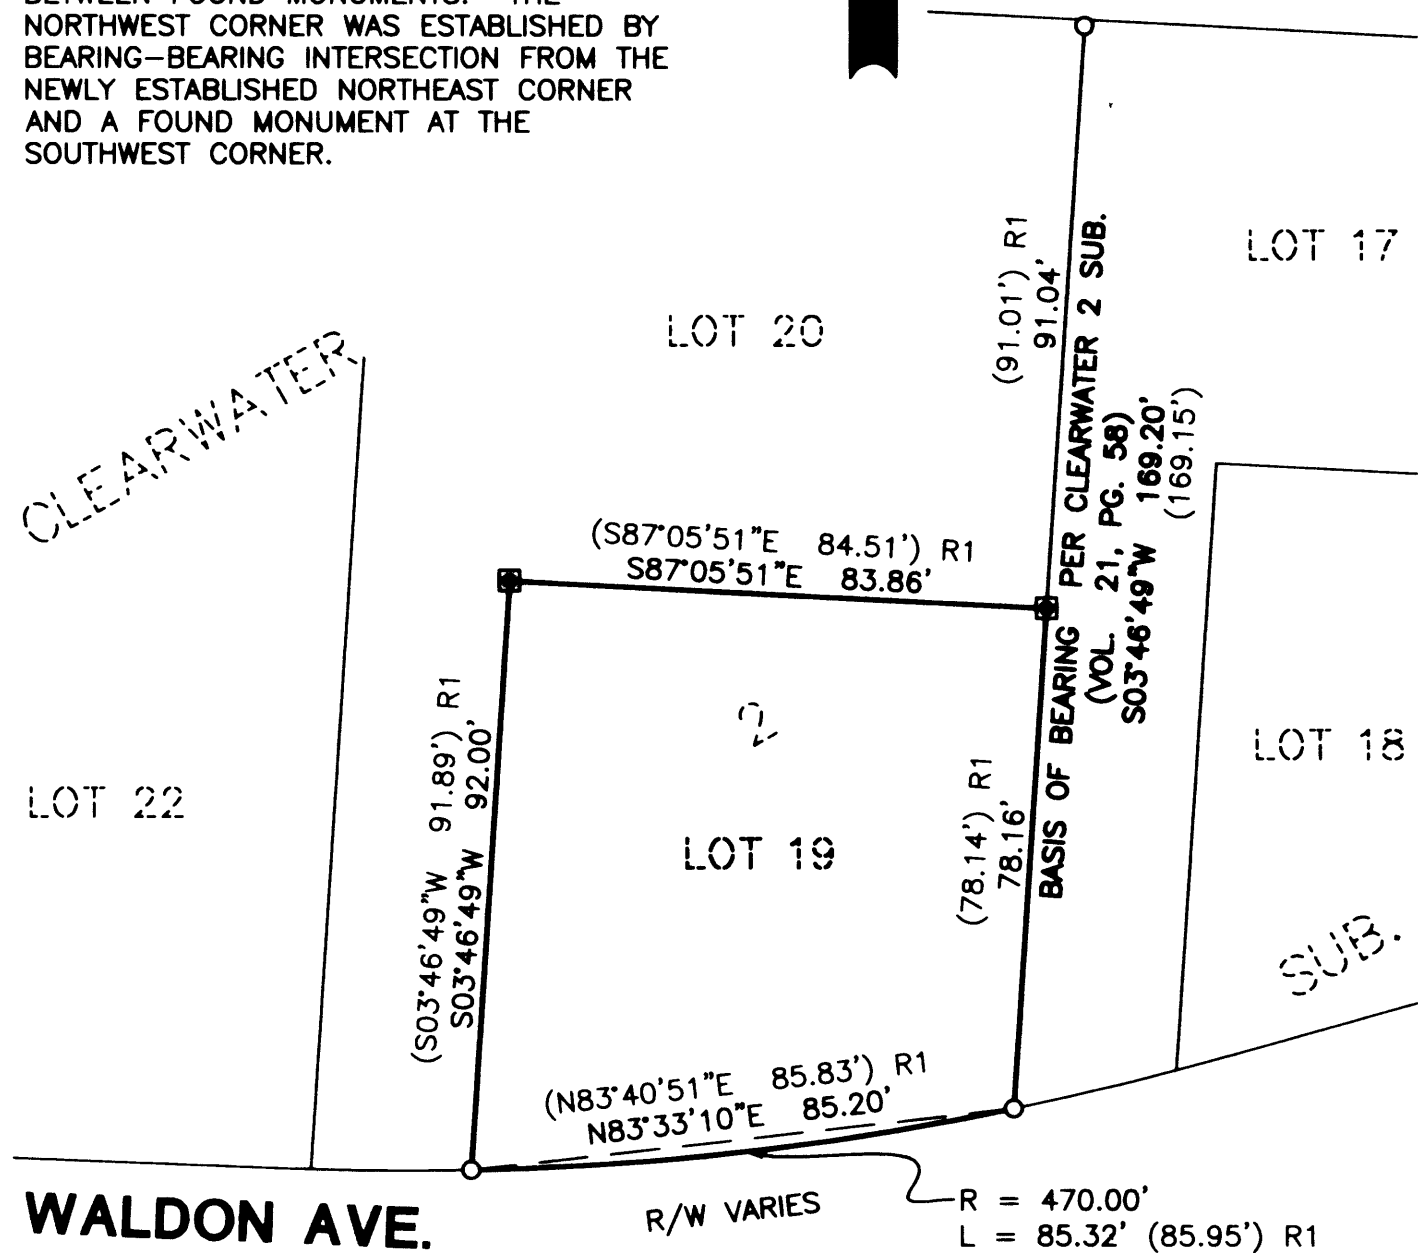 BETWEEN FOUND MONUMENTS. THE
NORTHWEST CORNER WAS ESTABLISHED BY
BEARING-BEARING INTERSECTION FROM THE
NEWLY ESTABLISHED NORTHEAST CORNER
AND A FOUND MONUMENT AT THE
SOUTHWEST CORNER.
LOT 17
LOT 20
(91.01') R1
91.04'
BASIS OF BEARING PER CLEARWATER 2 SUB.
(VOL. 21, PG. 58)
S03°46'49"W 169.20'
(169.15')
CLEARWATER
(S87°05'51"E 84.51') R1
S87°05'51"E 83.86'
2
LOT 18
LOT 22
(S03°46'49"W 91.89') R1
S03°46'49"W 92.00'
LOT 19
(78.14') R1
78.16'
SUB.
(N83°40'51"E 85.83') R1
N83°33'10"E 85.20'
WALDON AVE.
R/W VARIES
R = 470.00'
L = 85.32' (85.95') R1